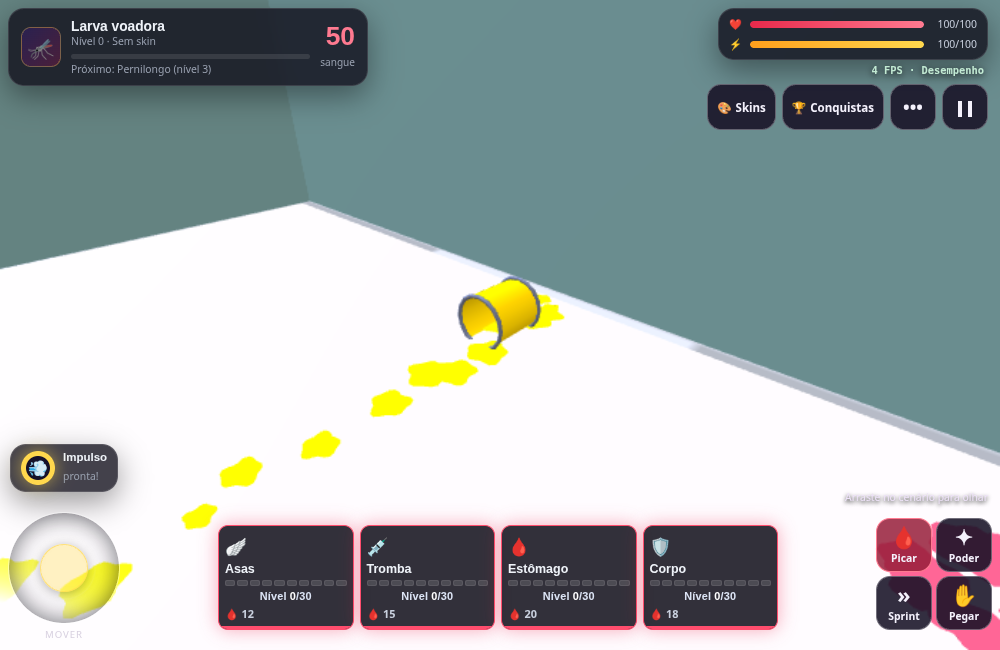 Larva voadora
Nível 0 · Sem skin
Próximo: Pernilongo (nível 3)
50
sangue
100/100
100/100
4 FPS · Desempenho
Skins
Conquistas
•••
Impulso
pronta!
MOVER
Asas
Nível 0/30
12
Tromba
Nível 0/30
15
Estômago
Nível 0/30
20
Corpo
Nível 0/30
18
Arraste no cenário para olhar
Picar
Poder
Sprint
Pegar